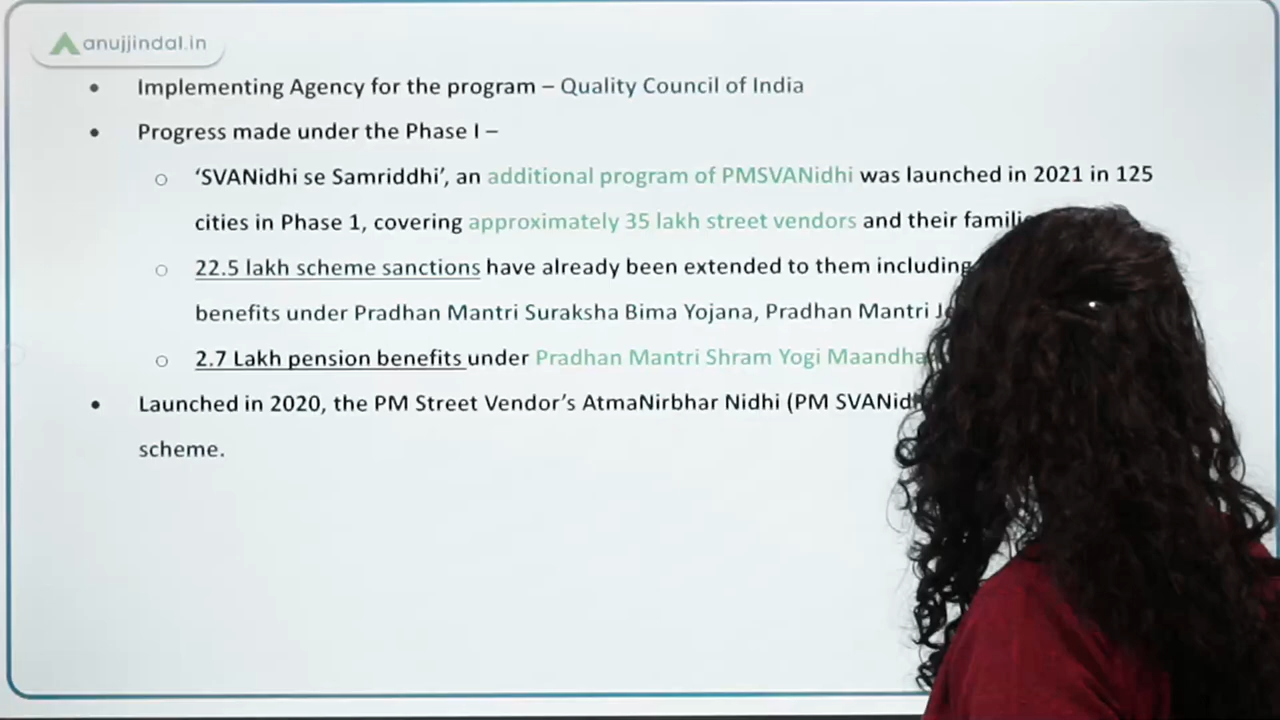 anujjindal.in
• Implementing Agency for the program – Quality Council of India
• Progress made under the Phase I –
o ‘SVANidhi se Samriddhi’, an additional program of PMSVANidhi was launched in 2021 in 125
cities in Phase 1, covering approximately 35 lakh street vendors and their
o 22.5 lakh scheme sanctions have already been extended to them including
benefits under Pradhan Mantri Suraksha Bima Yojana, Pradhan Mantri
o 2.7 Lakh pension benefits under Pradhan Mantri Shram Yogi
• Launched in 2020, the PM Street Vendor’s AtmaNirbhar Nidhi (PM
scheme.